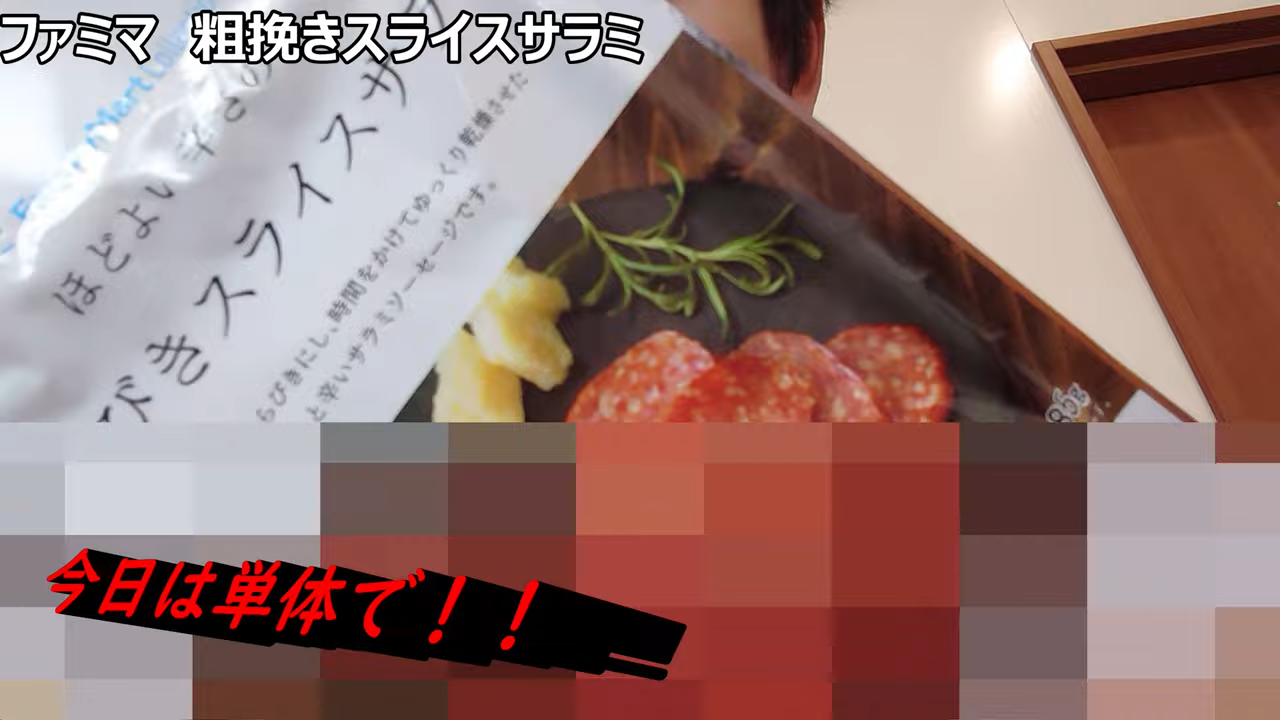 ファミマ 粗挽きスライスサラミ
ほどよい辛さの
びきスライスサラ
らびきにし、時間をかけてゆっくり乾燥させた
と辛いサラミソーセージです。
85g
今日は単体で！！